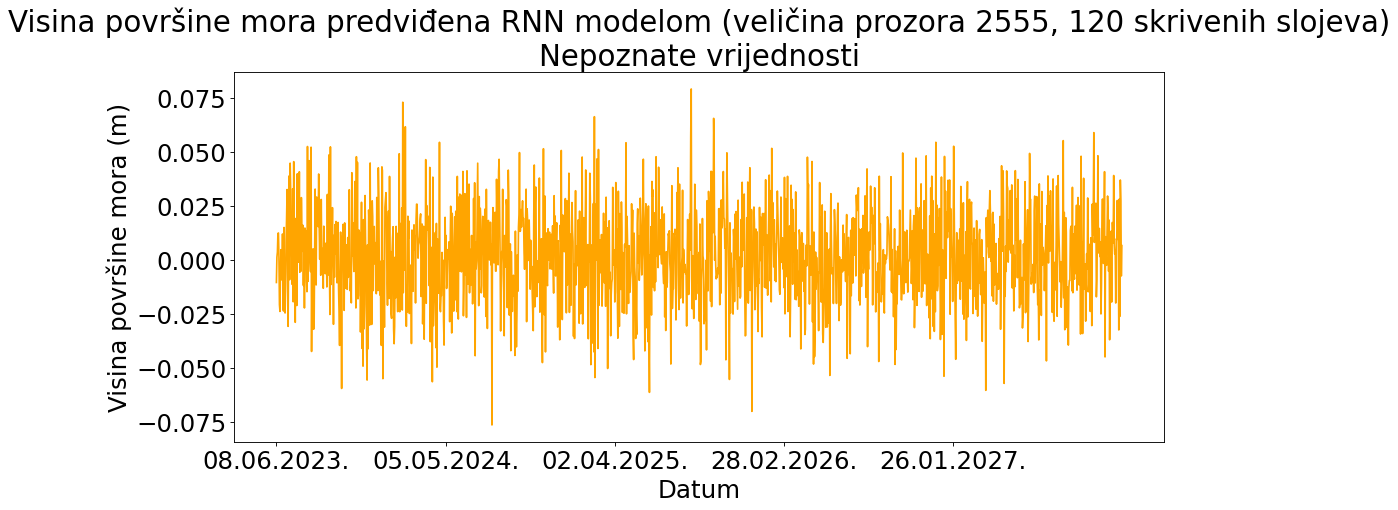 Visina površine mora predviđena RNN modelom (veličina prozora 2555, 120 skrivenih slojeva)
Nepoznate vrijednosti
Visina površine mora (m)
0.075
0.050
0.025
0.000
−0.025
−0.050
−0.075
08.06.2023. 05.05.2024. 02.04.2025. 28.02.2026. 26.01.2027.
Datum